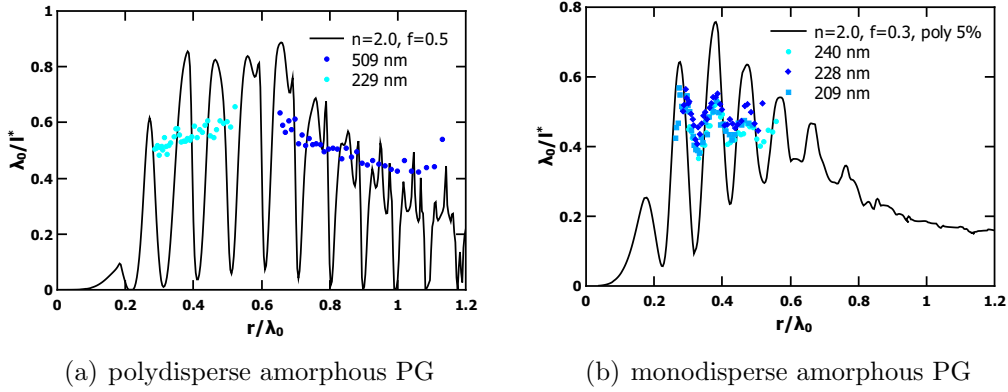 1
0.8
0.6
0.4
0.2
0
λ₀/l*
n=2.0, f=0.5
509 nm
229 nm
0 0.2 0.4 0.6 0.8 1 1.2
r/λ₀
(a) polydisperse amorphous PG
0.8
0.6
0.4
0.2
0
λ₀/l*
n=2.0, f=0.3, poly 5%
240 nm
228 nm
209 nm
0 0.2 0.4 0.6 0.8 1 1.2
r/λ₀
(b) monodisperse amorphous PG